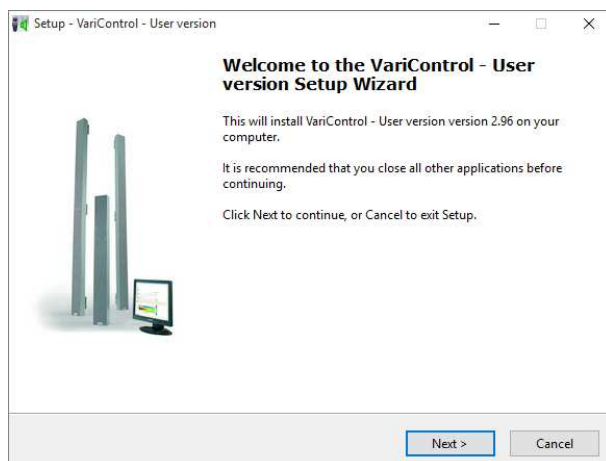 Setup - VariControl - User version
Welcome to the VariControl - User
version Setup Wizard
This will install VariControl - User version version 2.96 on your
computer.
It is recommended that you close all other applications before
continuing.
Click Next to continue, or Cancel to exit Setup.
Next >
Cancel